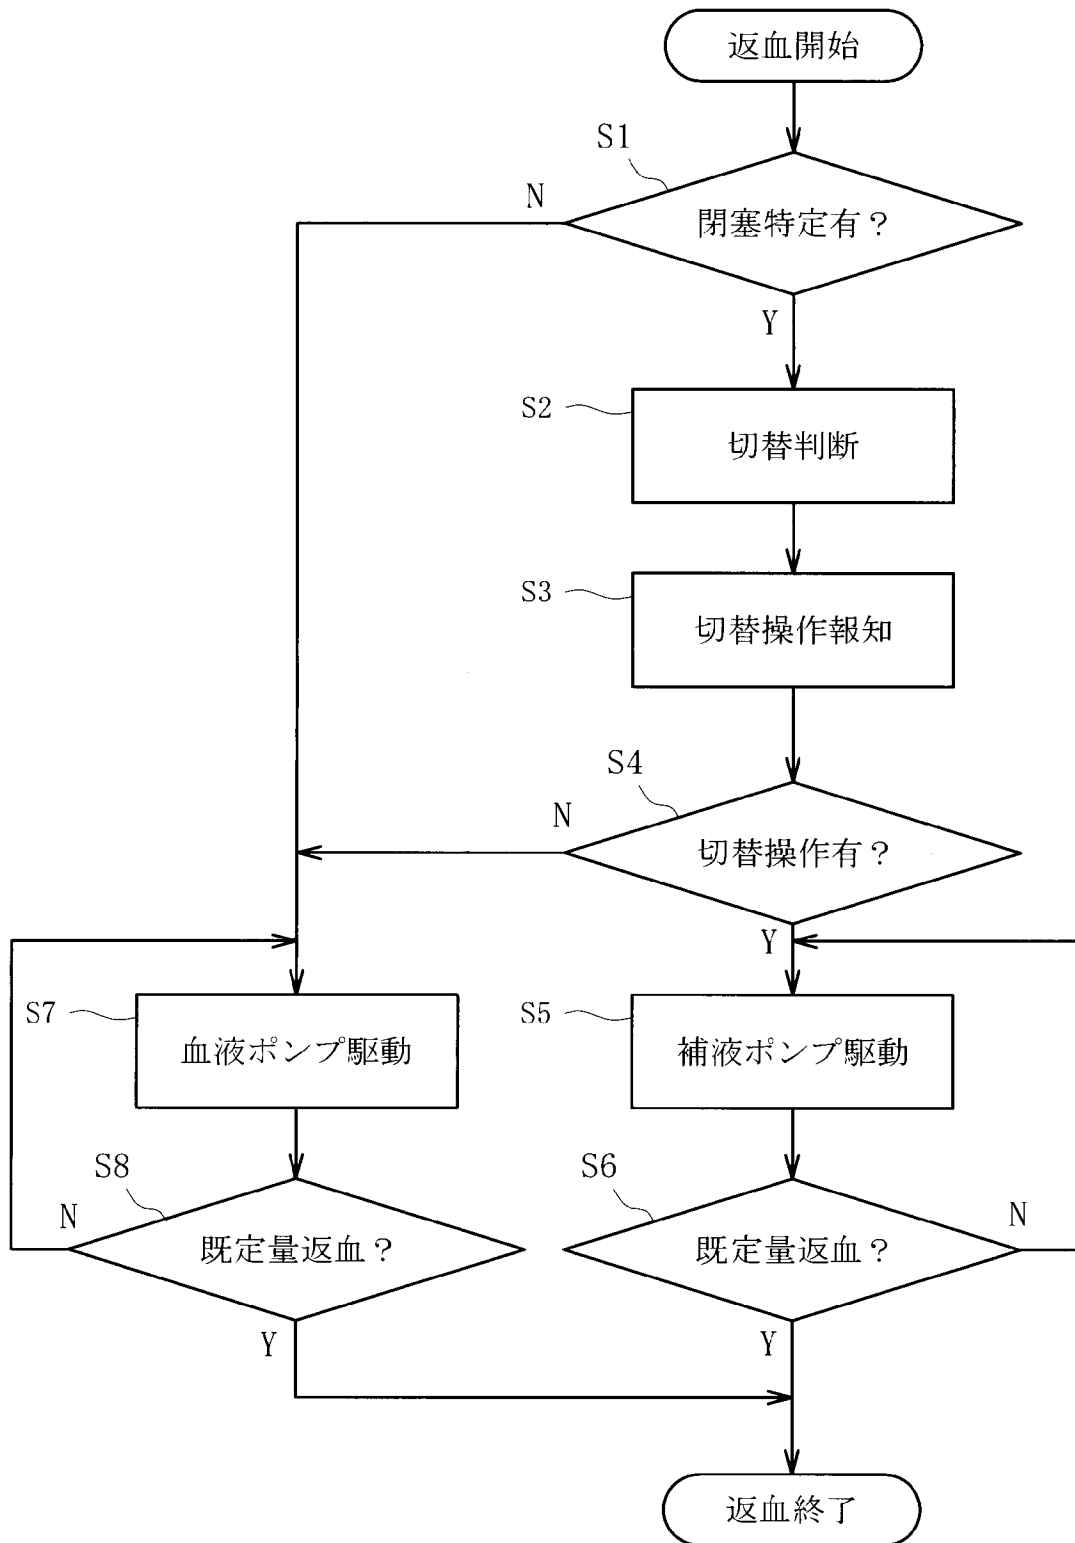 返血開始
S1
N
閉塞特定有？
Y
S2
切替判断
S3
切替操作報知
S4
N
切替操作有？
Y
S7
血液ポンプ駆動
S5
補液ポンプ駆動
S8
N
既定量返血？
Y
S6
既定量返血？
N
Y
返血終了